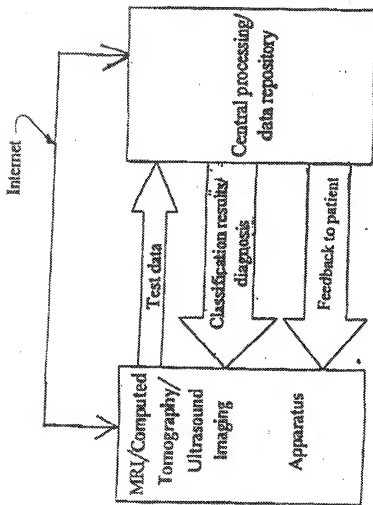 Internet
MRI/Computed
Tomography/
Ultrasound
Imaging
Apparatus
Test data
Classification results/
diagnosis
Feedback to patient
Central processing/
data repository